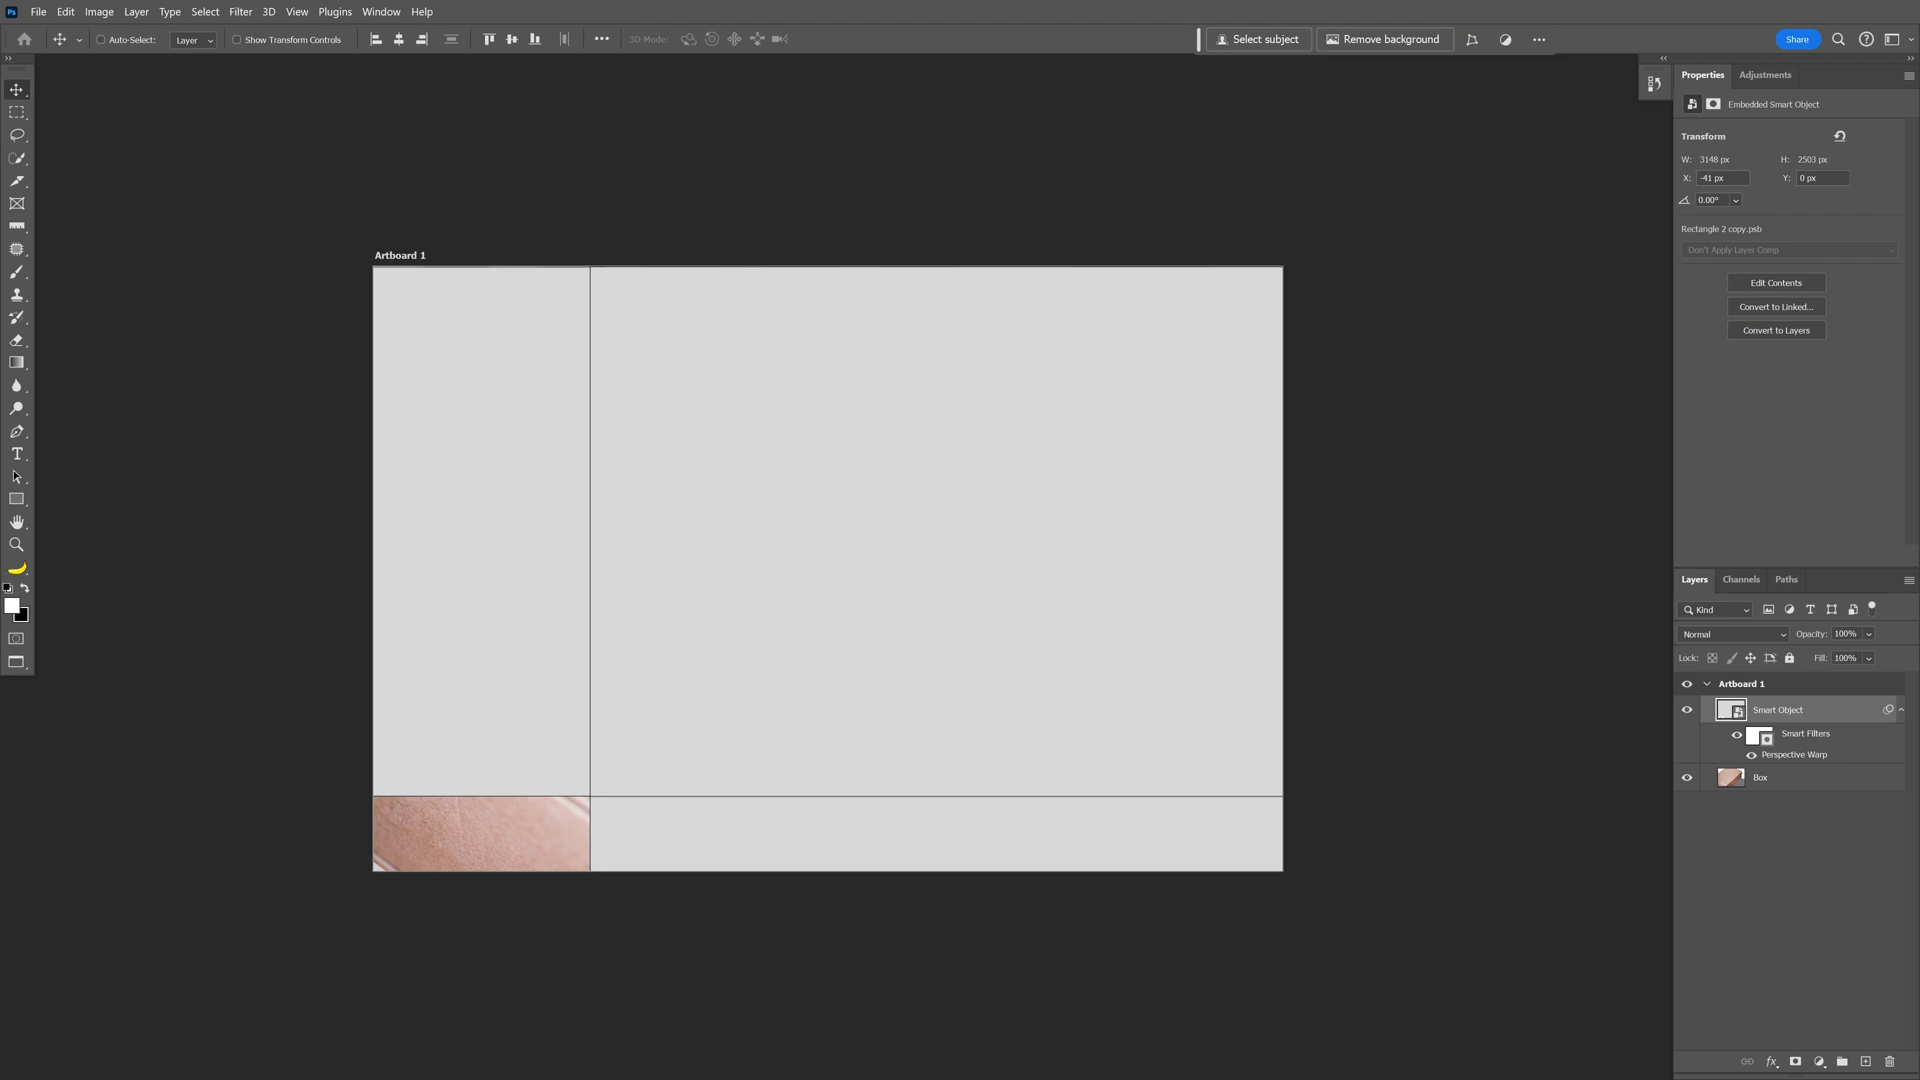 Ps File Edit Image Layer Type Select Filter 3D View Plugins Window Help
Auto-Select: Layer Show Transform Controls 3D Mode: Select subject Remove background Share
Properties Adjustments
Embedded Smart Object
Transform
W: 3148 px H: 2503 px
X: -41 px Y: 0 px
0.00°
Rectangle 2 copy.psb
Don't Apply Layer Comp
Edit Contents
Convert to Linked...
Convert to Layers
Artboard 1
Layers Channels Paths
Kind
Normal Opacity: 100%
Lock: Fill: 100%
Artboard 1
Smart Object
Smart Filters
Perspective Warp
Box
fx